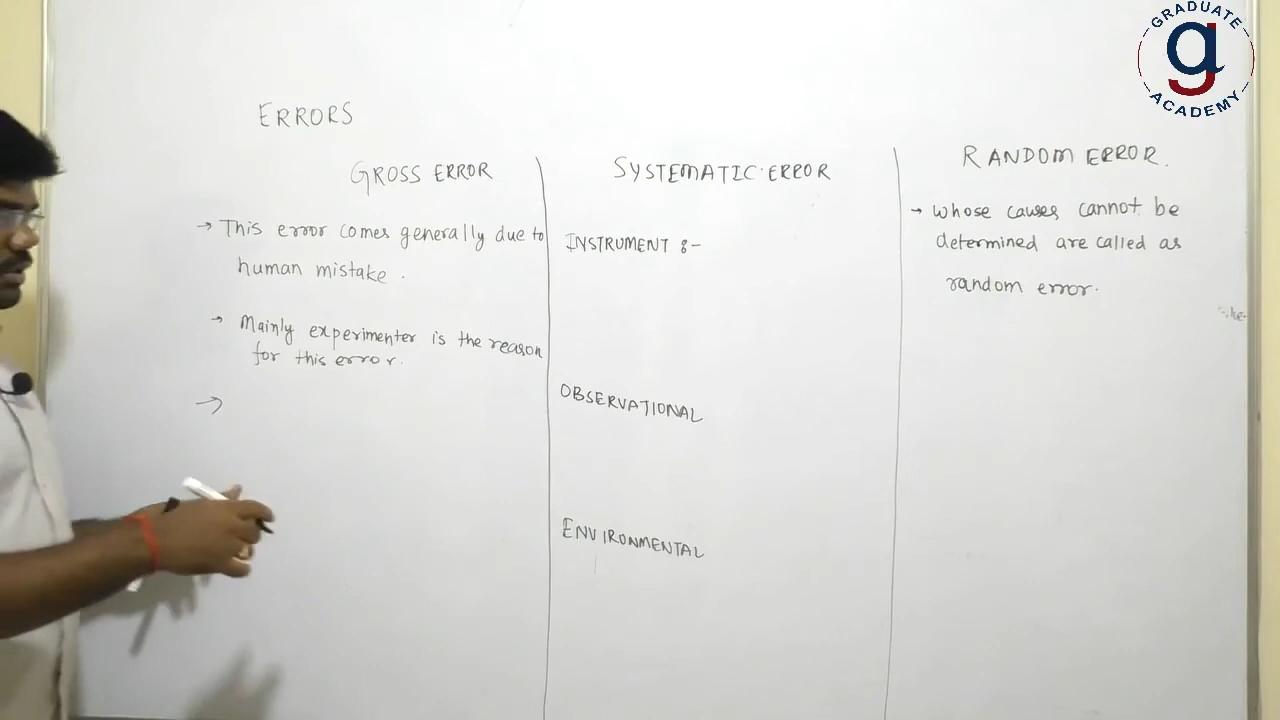 GRADUATE
g
ACADEMY
ERRORS
GROSS ERROR
→ This error comes generally due to
human mistake.
→ Mainly experimenter is the reason
for this error.
→
SYSTEMATIC ERROR
INSTRUMENT :-
OBSERVATIONAL
ENVIRONMENTAL
RANDOM ERROR.
→ whose causes cannot be
determined are called as
random error.